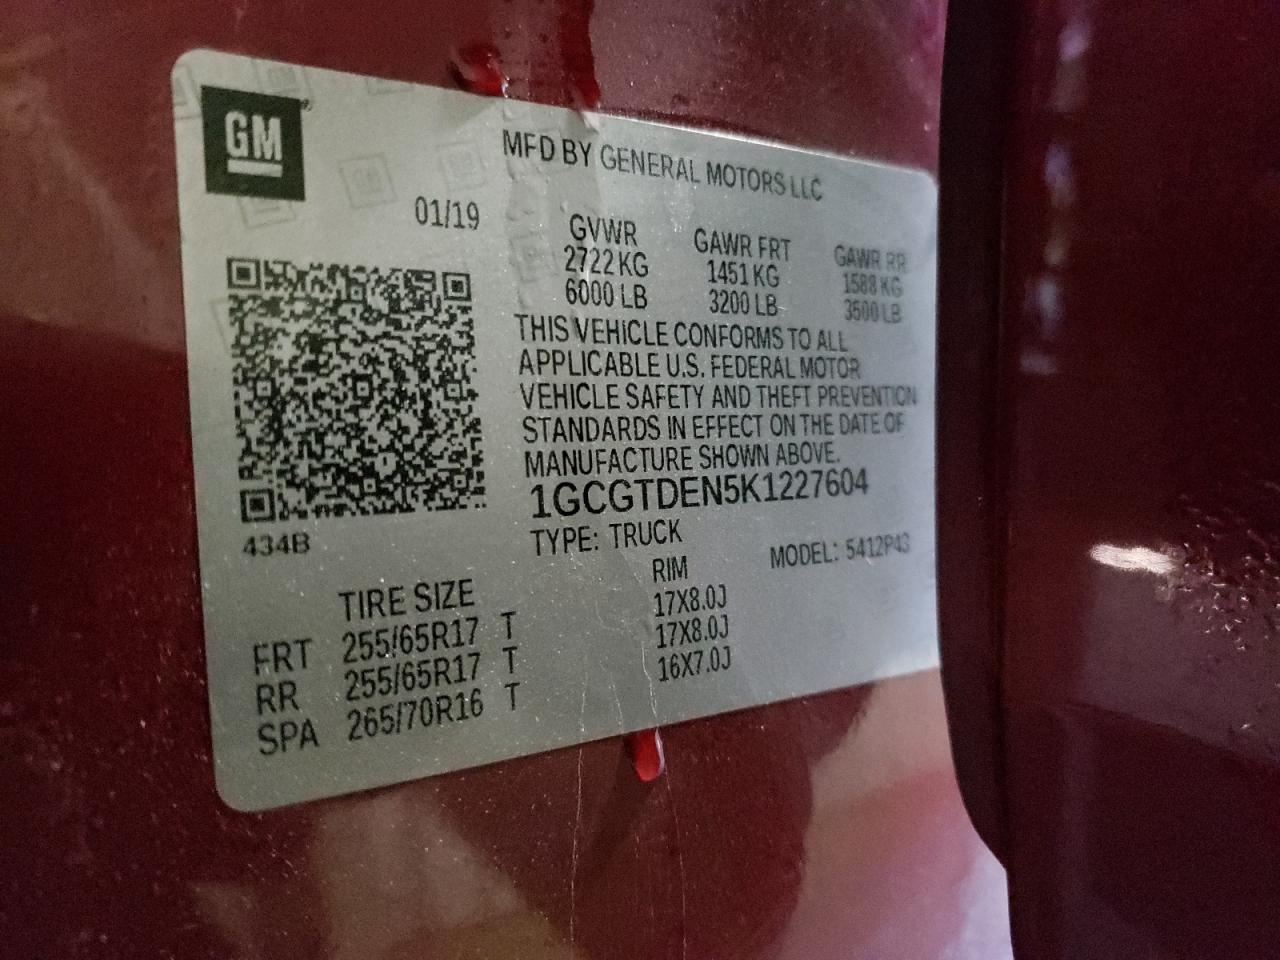 GM
MFD BY GENERAL MOTORS LLC
01/19
GVWR GAWR FRT GAWR RR
2722 KG 1451 KG 1588 KG
6000 LB 3200 LB 3500 LB
THIS VEHICLE CONFORMS TO ALL
APPLICABLE U.S. FEDERAL MOTOR
VEHICLE SAFETY AND THEFT PREVENTION
STANDARDS IN EFFECT ON THE DATE OF
MANUFACTURE SHOWN ABOVE.
1GCGTDEN5K1227604
434B
TYPE: TRUCK MODEL: 5412P43
TIRE SIZE RIM
FRT 255/65R17 T 17X8.0J
RR 255/65R17 T 17X8.0J
SPA 265/70R16 T 16X7.0J